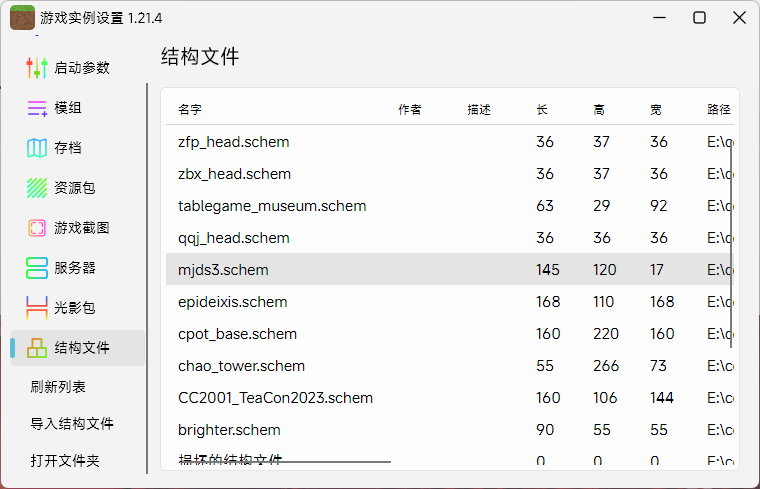 游戏实例设置 1.21.4
启动参数
模组
存档
资源包
游戏截图
服务器
光影包
结构文件
刷新列表
导入结构文件
打开文件夹
结构文件
名字 作者 描述 长 高 宽 路径
zfp_head.schem 36 37 36 E:\c
zbx_head.schem 36 37 36 E:\c
tablegame_museum.schem 63 29 92 E:\c
qqj_head.schem 36 36 36 E:\c
mjds3.schem 145 120 17 E:\c
epideixis.schem 168 110 168 E:\c
cpot_base.schem 160 220 160 E:\c
chao_tower.schem 55 266 73 E:\c
CC2001_TeaCon2023.schem 160 106 144 E:\c
brighter.schem 90 55 55 E:\c
损坏的结构文件 0 0 0 E:\c